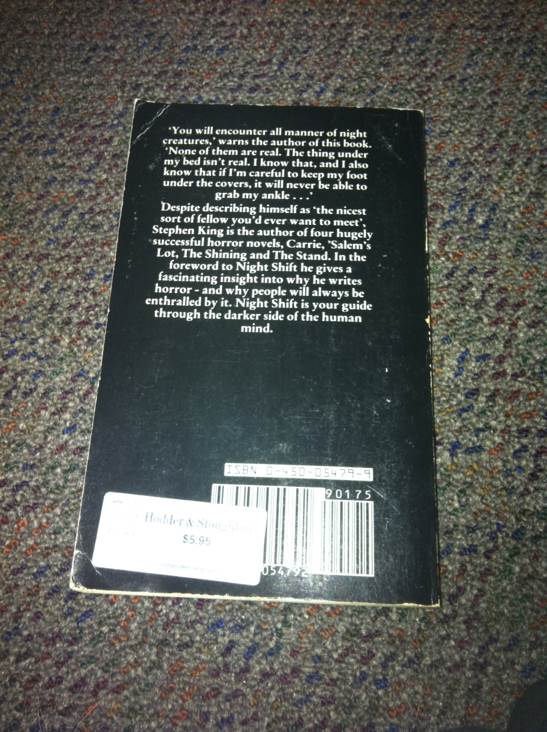 ‘You will encounter all manner of night
creatures,’ warns the author of this book.
‘None of them are real. The thing under
my bed isn't real. I know that, and I also
know that if I'm careful to keep my foot
under the covers, it will never be able to
grab my ankle . . .’
Despite describing himself as ‘the nicest
sort of fellow you'd ever want to meet’,
Stephen King is the author of four hugely
successful horror novels, Carrie, 'Salem's
Lot, The Shining and The Stand. In the
foreword to Night Shift he gives a
fascinating insight into why he writes
horror - and why people will always be
enthralled by it. Night Shift is your guide
through the darker side of the human
mind.
ISBN 0-450-05479-9
90175
Hodder & Stoughton
$5.95